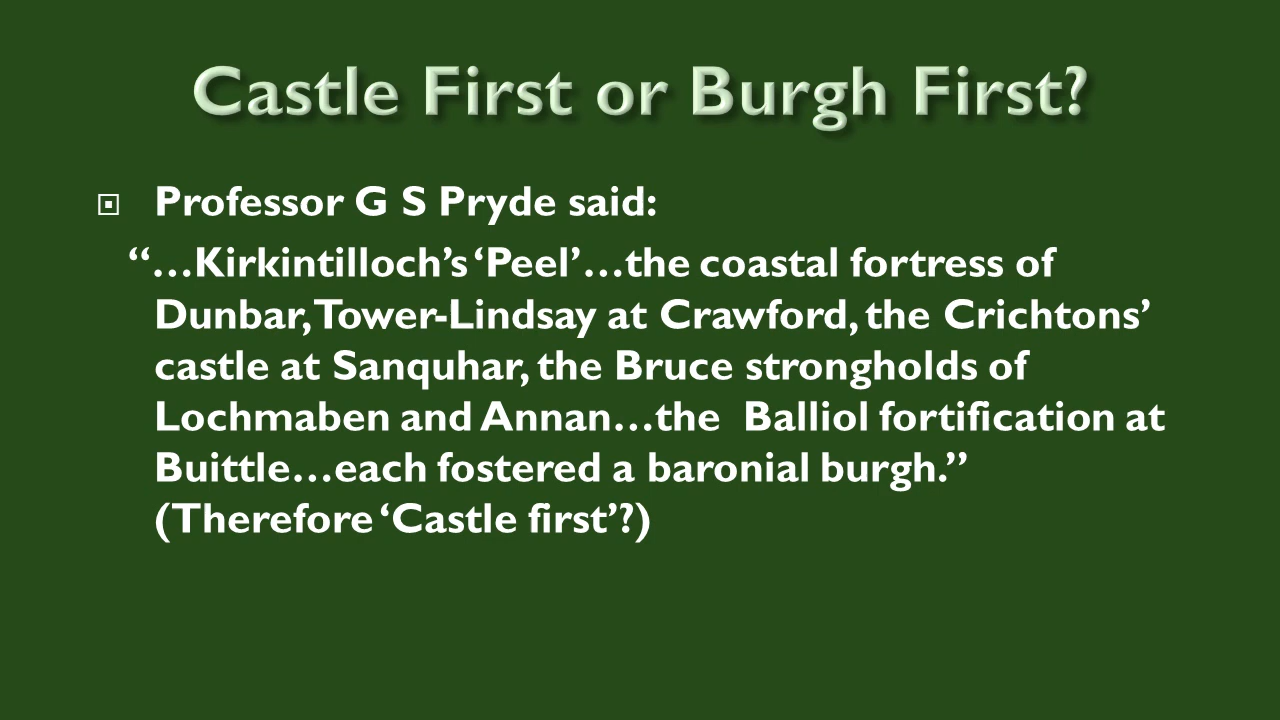 Castle First or Burgh First?
Professor G S Pryde said:
“…Kirkintilloch’s ‘Peel’…the coastal fortress of
Dunbar, Tower-Lindsay at Crawford, the Crichtons’
castle at Sanquhar, the Bruce strongholds of
Lochmaben and Annan…the  Balliol fortification at
Buittle…each fostered a baronial burgh.”
(Therefore ‘Castle first’?)